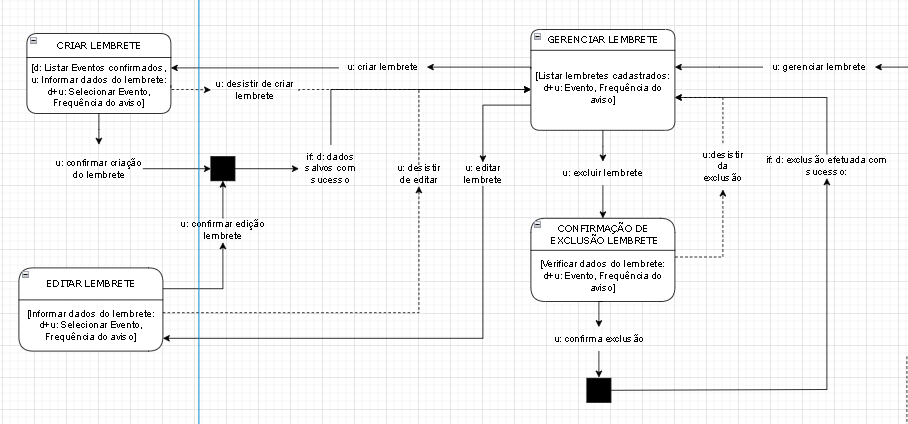 CRIAR LEMBRETE
[d: Listar Eventos confirmados,
u: Informar dados do lembrete:
d+u: Selecionar Evento,
Frequência do aviso]
u: criar lembrete
GERENCIAR LEMBRETE
[Listar lembretes cadastrados:
d+u: Evento, Frequência do
aviso]
u: gerenciar lembrete
u: desistir de criar
lembrete
u: confirmar criação
do lembrete
if: d: dados
salvos com
sucesso
u: desistir
de editar
u: editar
lembrete
u: excluir lembrete
u:desistir
da
exclusão
if: d: exclusão efetuada com
sucesso:
u: confirmar edição
lembrete
CONFIRMAÇÃO DE
EXCLUSÃO LEMBRETE
[Verificar dados do lembrete:
d+u: Evento, Frequência do
aviso]
EDITAR LEMBRETE
[Informar dados do lembrete:
d+u: Selecionar Evento,
Frequência do aviso]
u: confirma exclusão